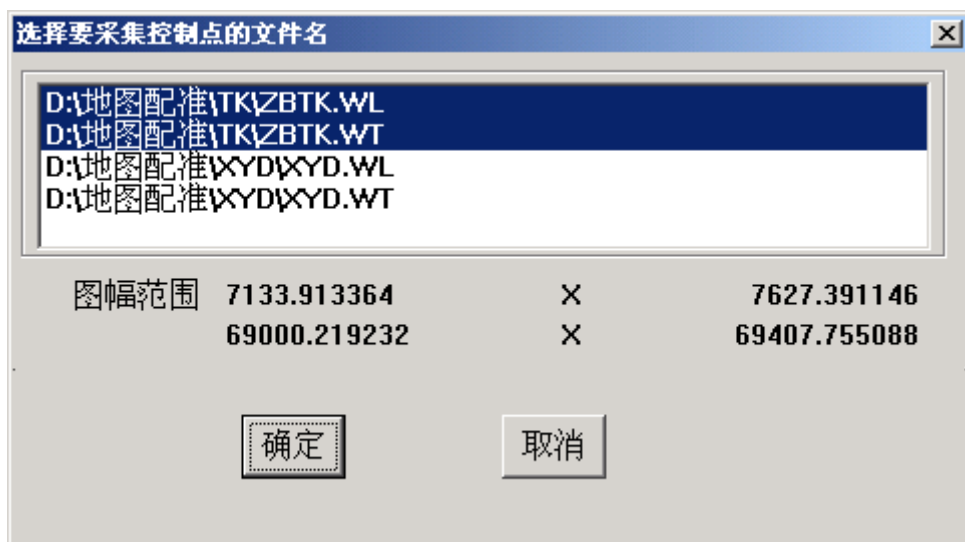 选择要采集控制点的文件名
D:\地图配准\TK\ZBTK.WL
D:\地图配准\TK\ZBTK.WT
D:\地图配准\XYD\XYD.WL
D:\地图配准\XYD\XYD.WT
图幅范围 7133.913364 X 7627.391146
69000.219232 X 69407.755088
确定 取消